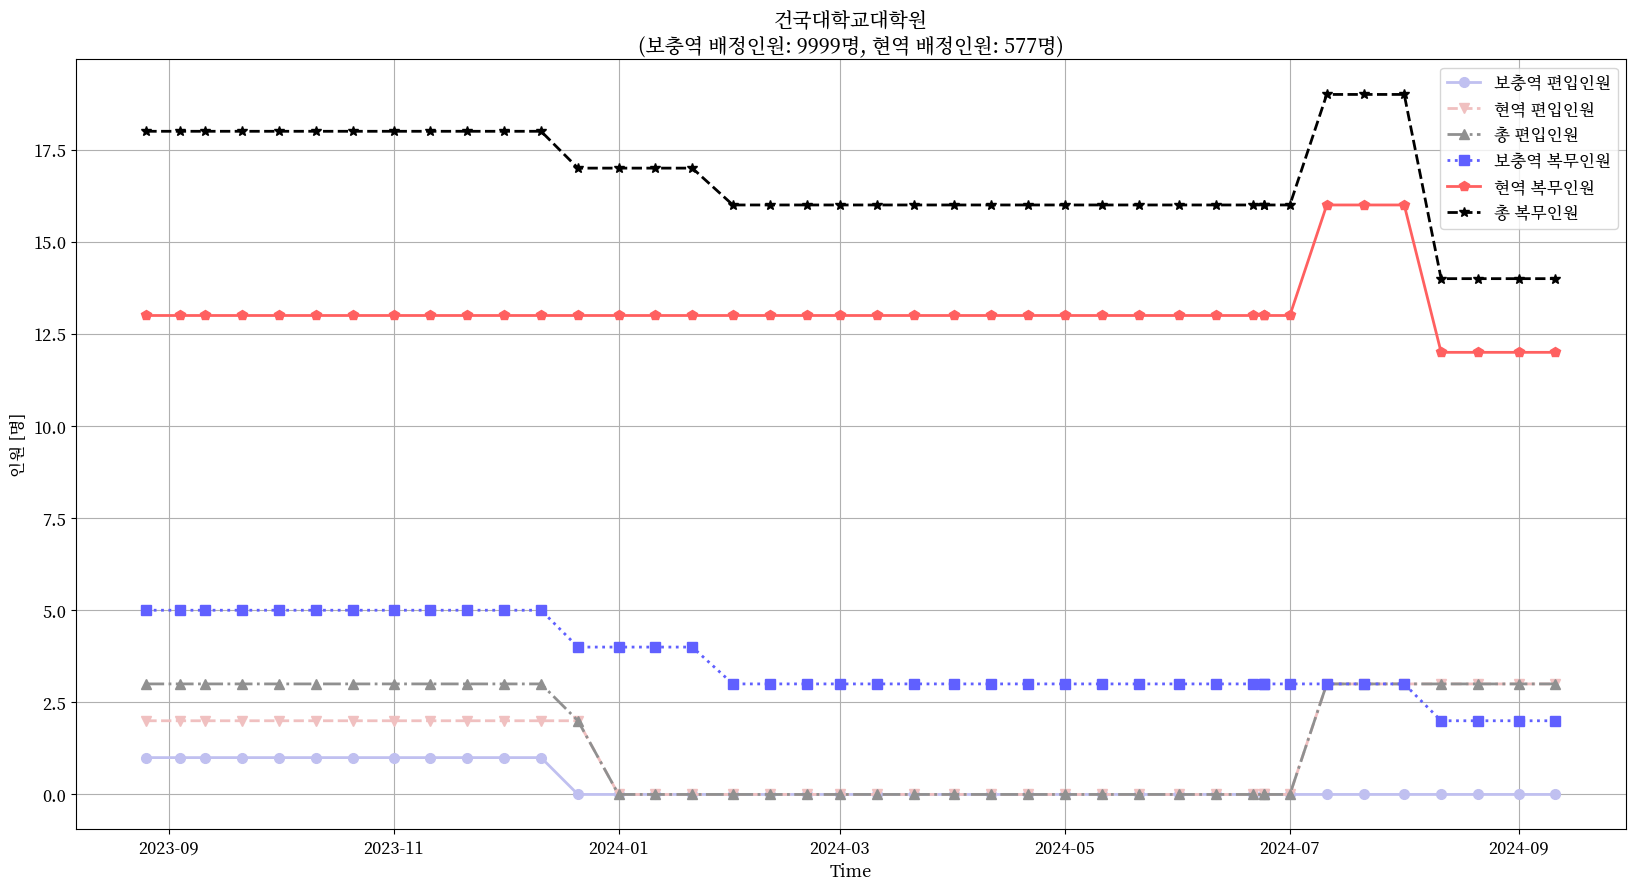 건국대학교대학원
(보충역 배정인원: 9999명, 현역 배정인원: 577명)
보충역 편입인원
현역 편입인원
총 편입인원
보충역 복무인원
현역 복무인원
총 복무인원
17.5
15.0
12.5
10.0
7.5
5.0
2.5
0.0
인원 [명]
2023-09 2023-11 2024-01 2024-03 2024-05 2024-07 2024-09
Time